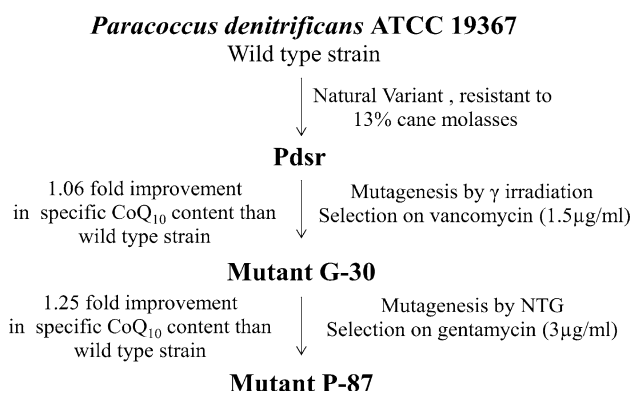 Paracoccus denitrificans ATCC 19367
Wild type strain
Natural Variant , resistant to
13% cane molasses
Pdsr
1.06 fold improvement
in specific CoQ10 content than
wild type strain
Mutagenesis by γ irradiation
Selection on vancomycin (1.5µg/ml)
Mutant G-30
1.25 fold improvement
in specific CoQ10 content than
wild type strain
Mutagenesis by NTG
Selection on gentamycin (3µg/ml)
Mutant P-87